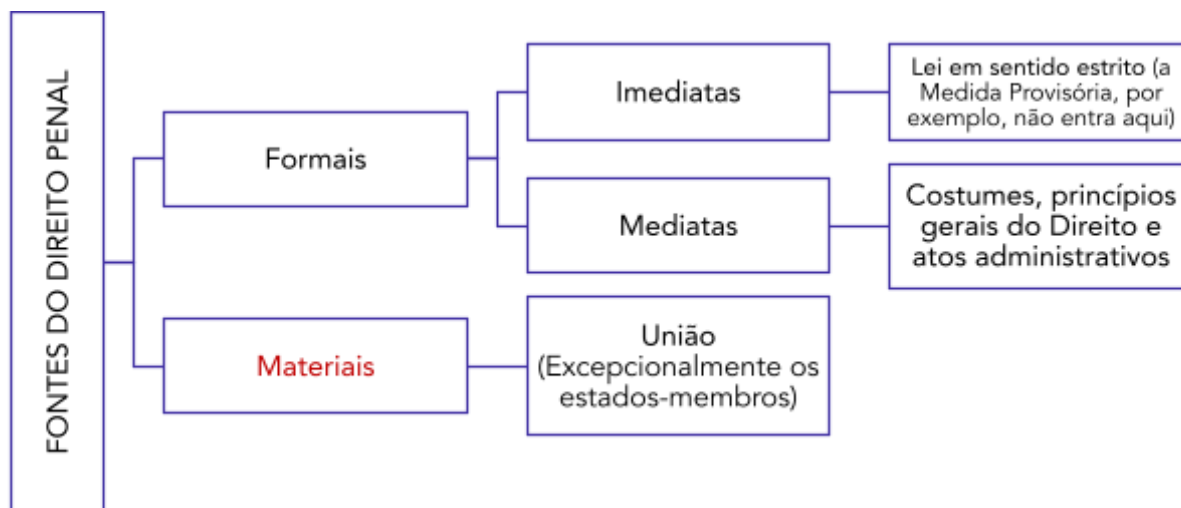 FONTES DO DIREITO PENAL
Formais
Imediatas
Lei em sentido estrito (a
Medida Provisória, por
exemplo, não entra aqui)
Mediatas
Costumes, princípios
gerais do Direito e
atos administrativos
Materiais
União
(Excepcionalmente os
estados-membros)